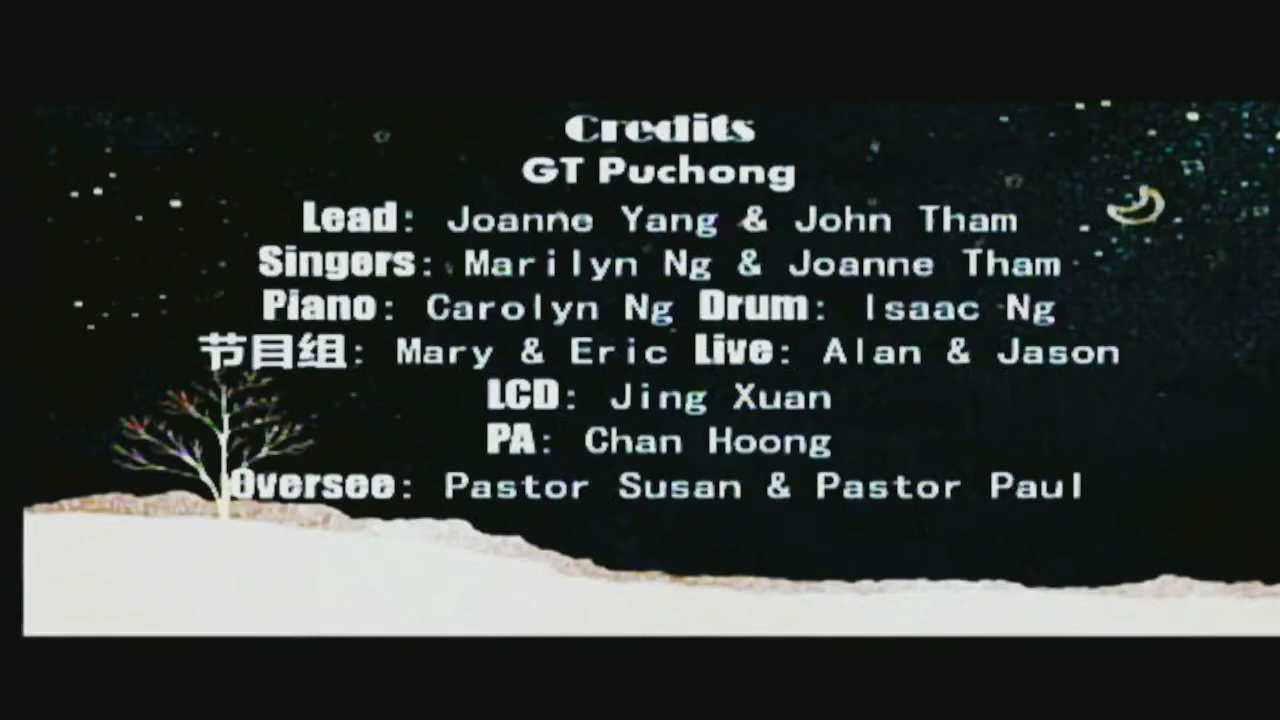 Credits
GT Puchong
Lead: Joanne Yang & John Tham
Singers: Marilyn Ng & Joanne Tham
Piano: Carolyn Ng Drum: Isaac Ng
节目组: Mary & Eric Live: Alan & Jason
LCD: Jing Xuan
PA: Chan Hoong
Oversee: Pastor Susan & Pastor Paul